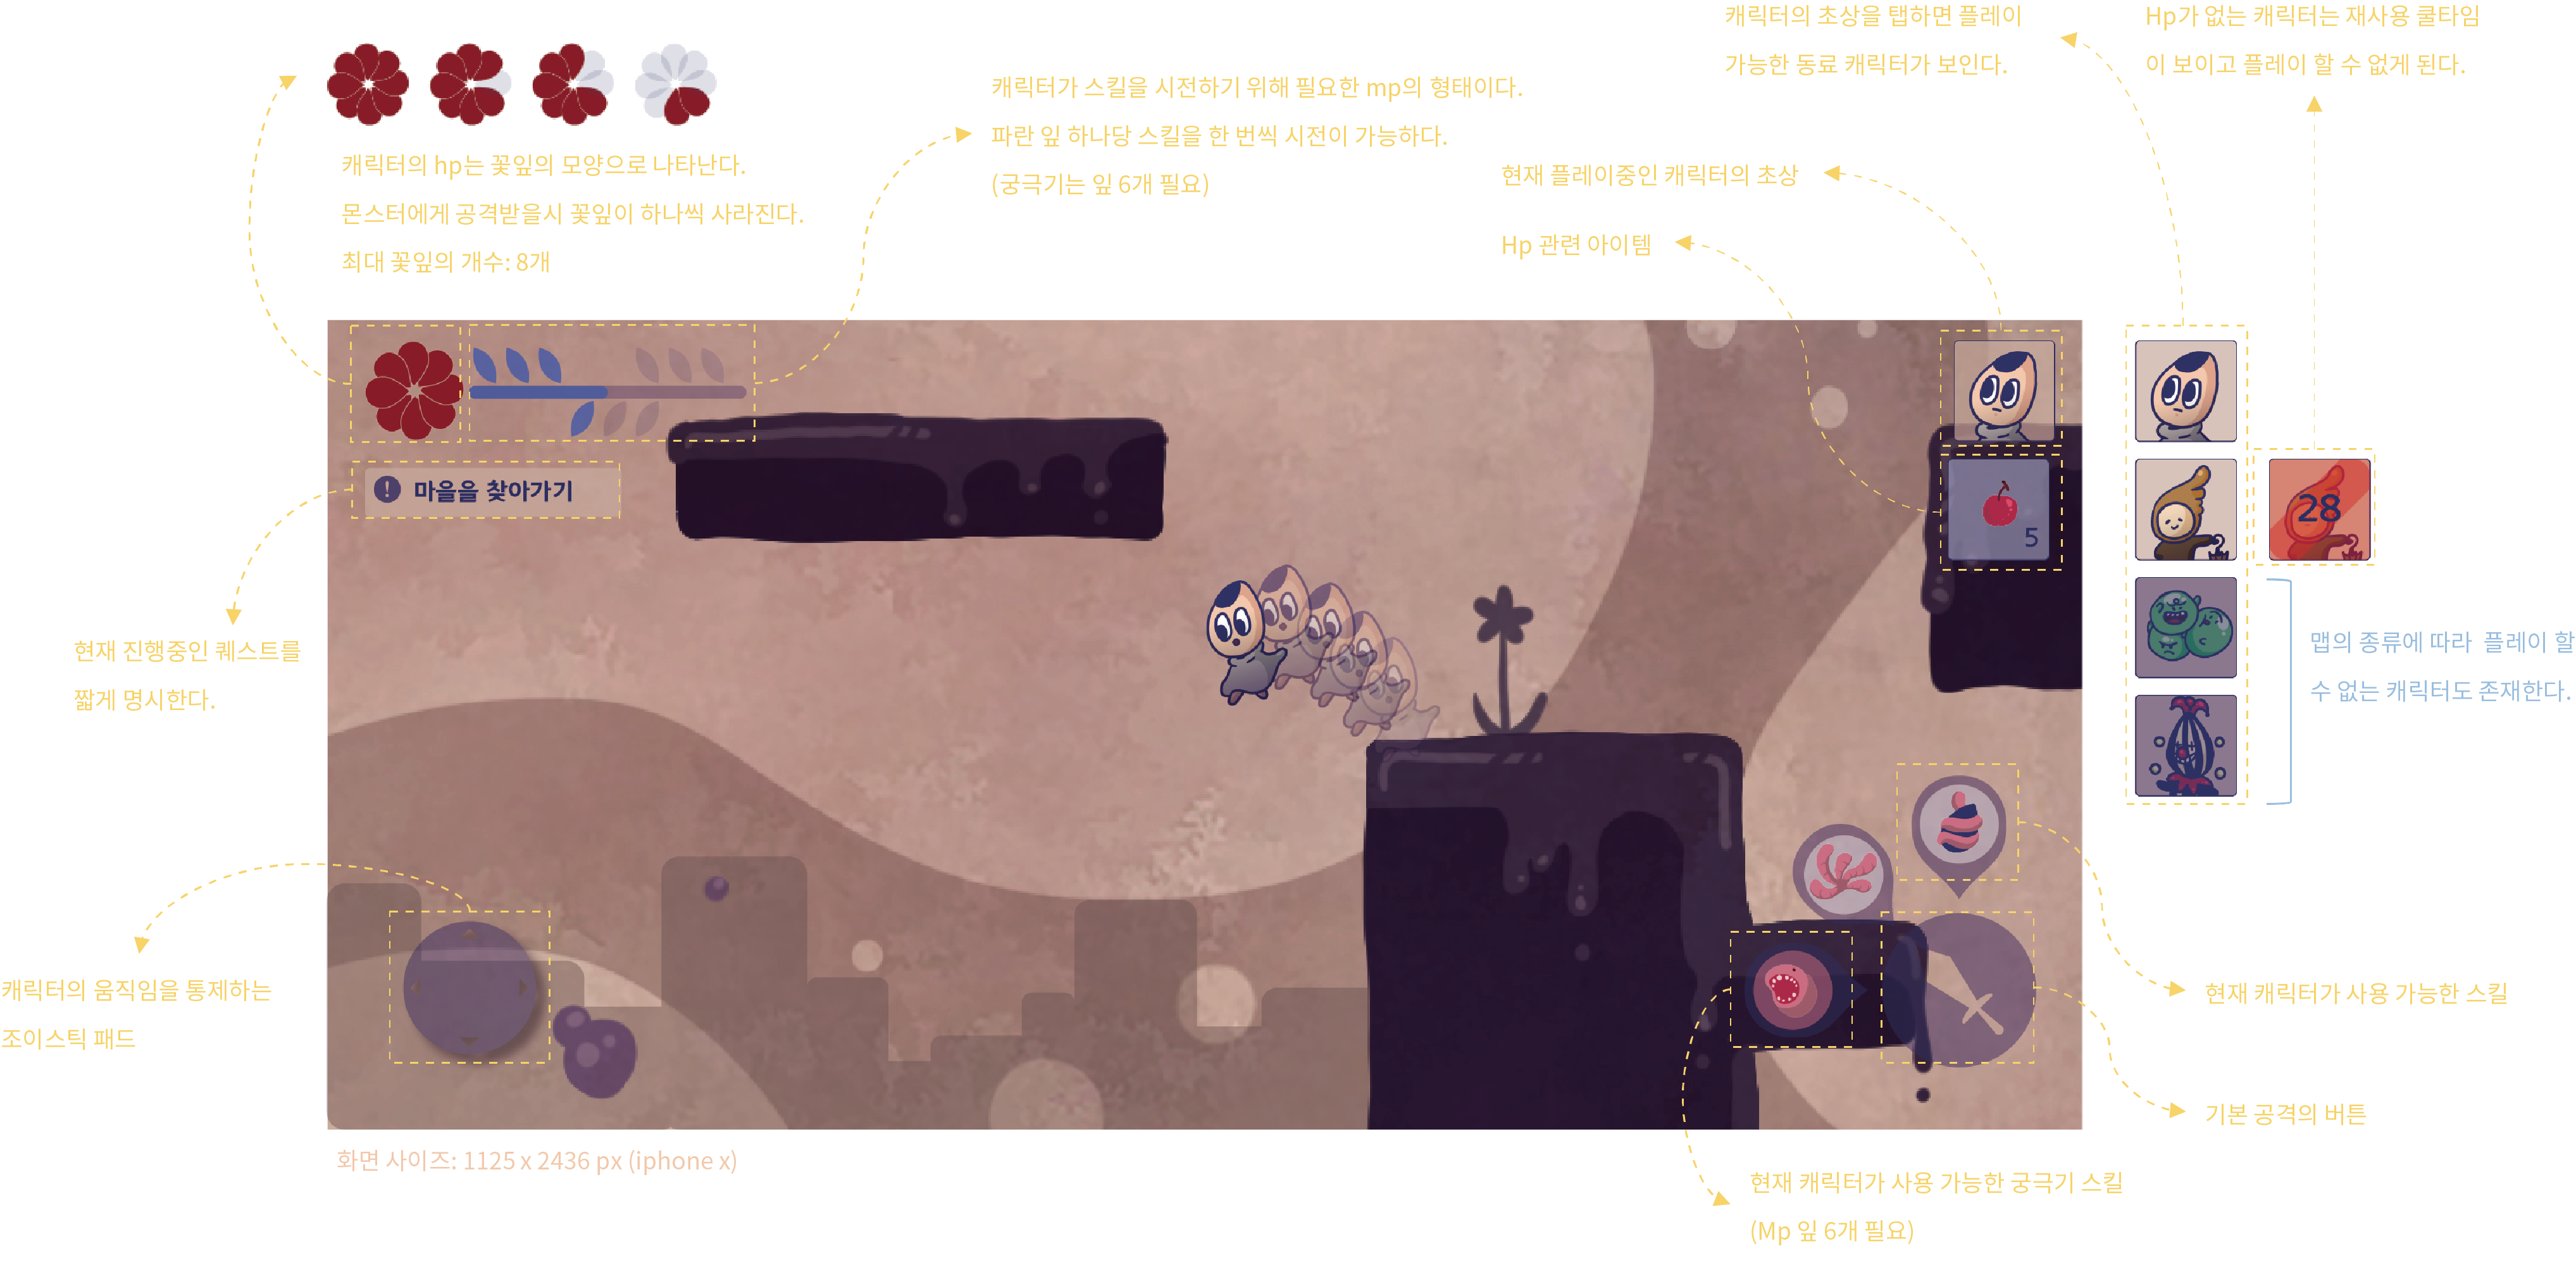 캐릭터의 초상을 탭하면 플레이
가능한 동료 캐릭터가 보인다.
Hp가 없는 캐릭터는 재사용 쿨타임
이 보이고 플레이 할 수 없게 된다.
캐릭터가 스킬을 시전하기 위해 필요한 mp의 형태이다.
파란 잎 하나당 스킬을 한 번씩 시전이 가능하다.
(궁극기는 잎 6개 필요)
캐릭터의 hp는 꽃잎의 모양으로 나타난다.
몬스터에게 공격받을시 꽃잎이 하나씩 사라진다.
최대 꽃잎의 개수: 8개
현재 플레이중인 캐릭터의 초상
Hp 관련 아이템
! 마을을 찾아가기
5
28
현재 진행중인 퀘스트를
짧게 명시한다.
맵의 종류에 따라 플레이 할
수 없는 캐릭터도 존재한다.
캐릭터의 움직임을 통제하는
조이스틱 패드
현재 캐릭터가 사용 가능한 스킬
기본 공격의 버튼
화면 사이즈: 1125 x 2436 px (iphone x)
현재 캐릭터가 사용 가능한 궁극기 스킬
(Mp 잎 6개 필요)